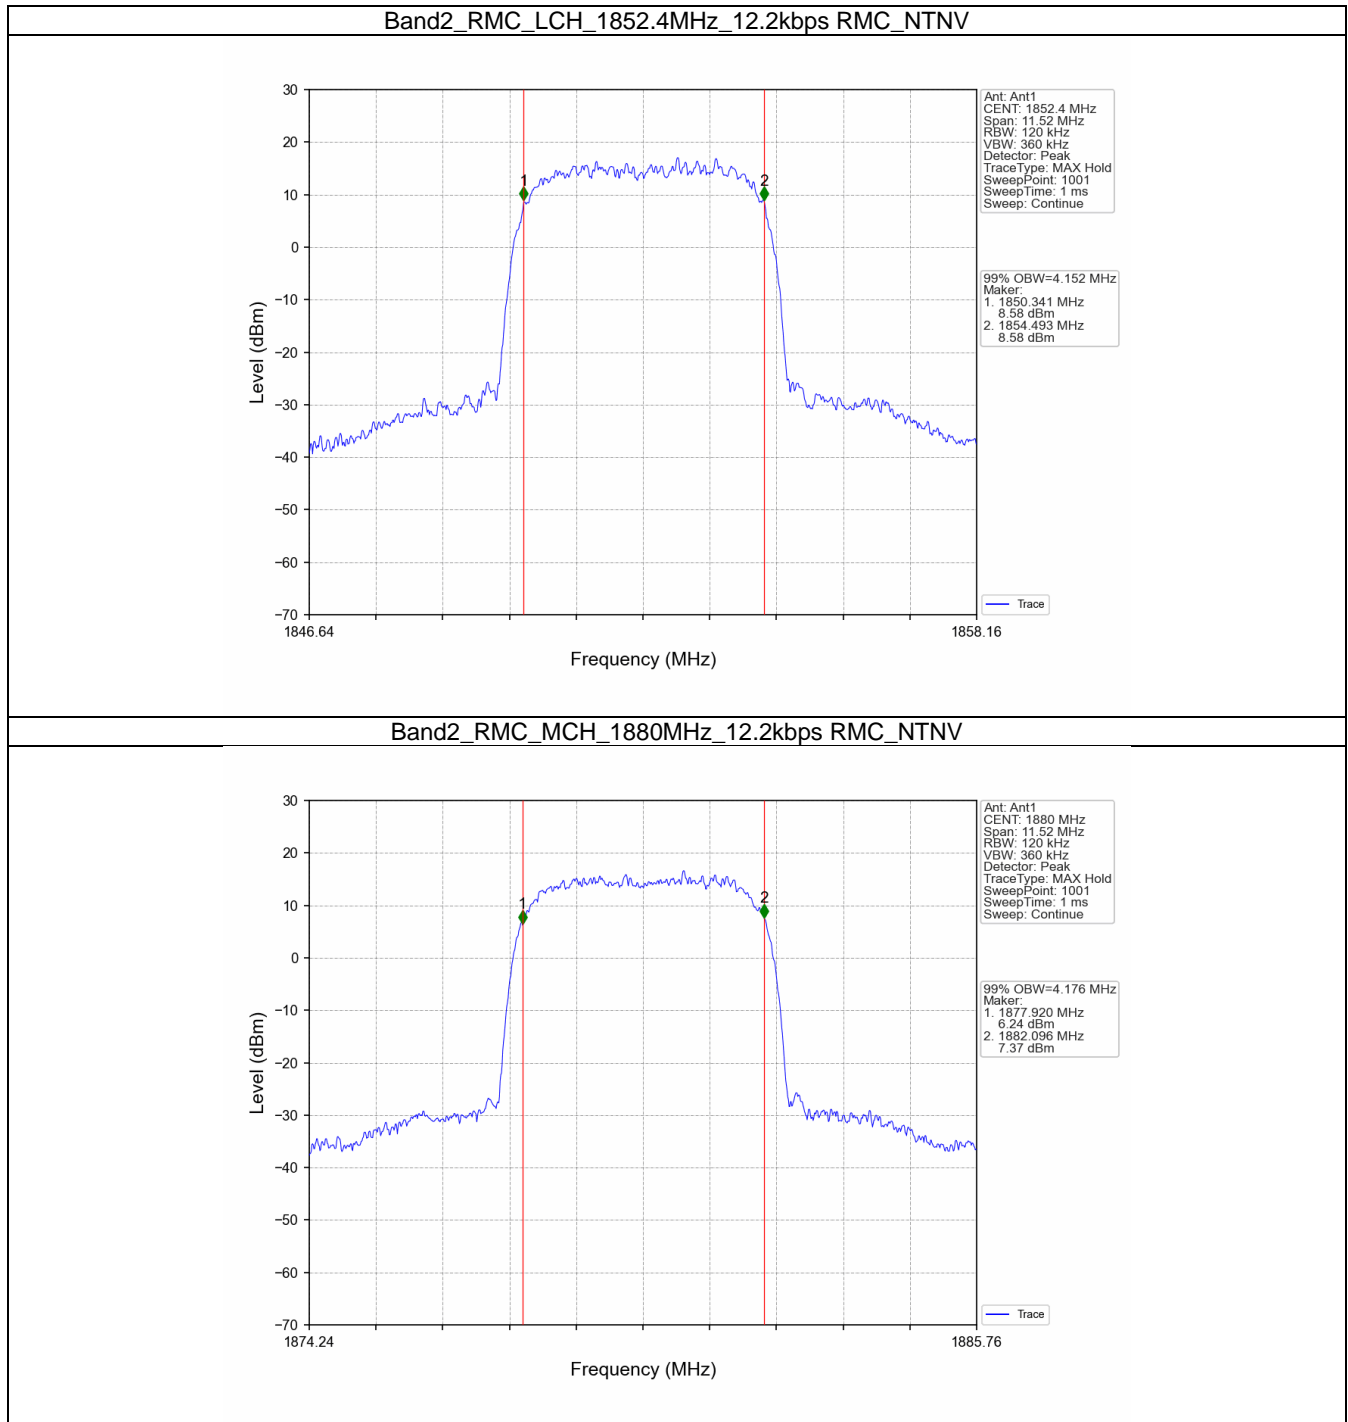 Band2_RMC_LCH_1852.4MHz_12.2kbps RMC_NTNV
30
20
10
0
−10
−20
−30
−40
−50
−60
−70
Level (dBm)
1
2
1846.64
1858.16
Frequency (MHz)
Ant: Ant1
CENT: 1852.4 MHz
Span: 11.52 MHz
RBW: 120 kHz
VBW: 360 kHz
Detector: Peak
TraceType: MAX Hold
SweepPoint: 1001
SweepTime: 1 ms
Sweep: Continue
99% OBW=4.152 MHz
Maker:
1. 1850.341 MHz
8.58 dBm
2. 1854.493 MHz
8.58 dBm
Trace
Band2_RMC_MCH_1880MHz_12.2kbps RMC_NTNV
30
20
10
0
−10
−20
−30
−40
−50
−60
−70
Level (dBm)
1
2
1874.24
1885.76
Frequency (MHz)
Ant: Ant1
CENT: 1880 MHz
Span: 11.52 MHz
RBW: 120 kHz
VBW: 360 kHz
Detector: Peak
TraceType: MAX Hold
SweepPoint: 1001
SweepTime: 1 ms
Sweep: Continue
99% OBW=4.176 MHz
Maker:
1. 1877.920 MHz
6.24 dBm
2. 1882.096 MHz
7.37 dBm
Trace